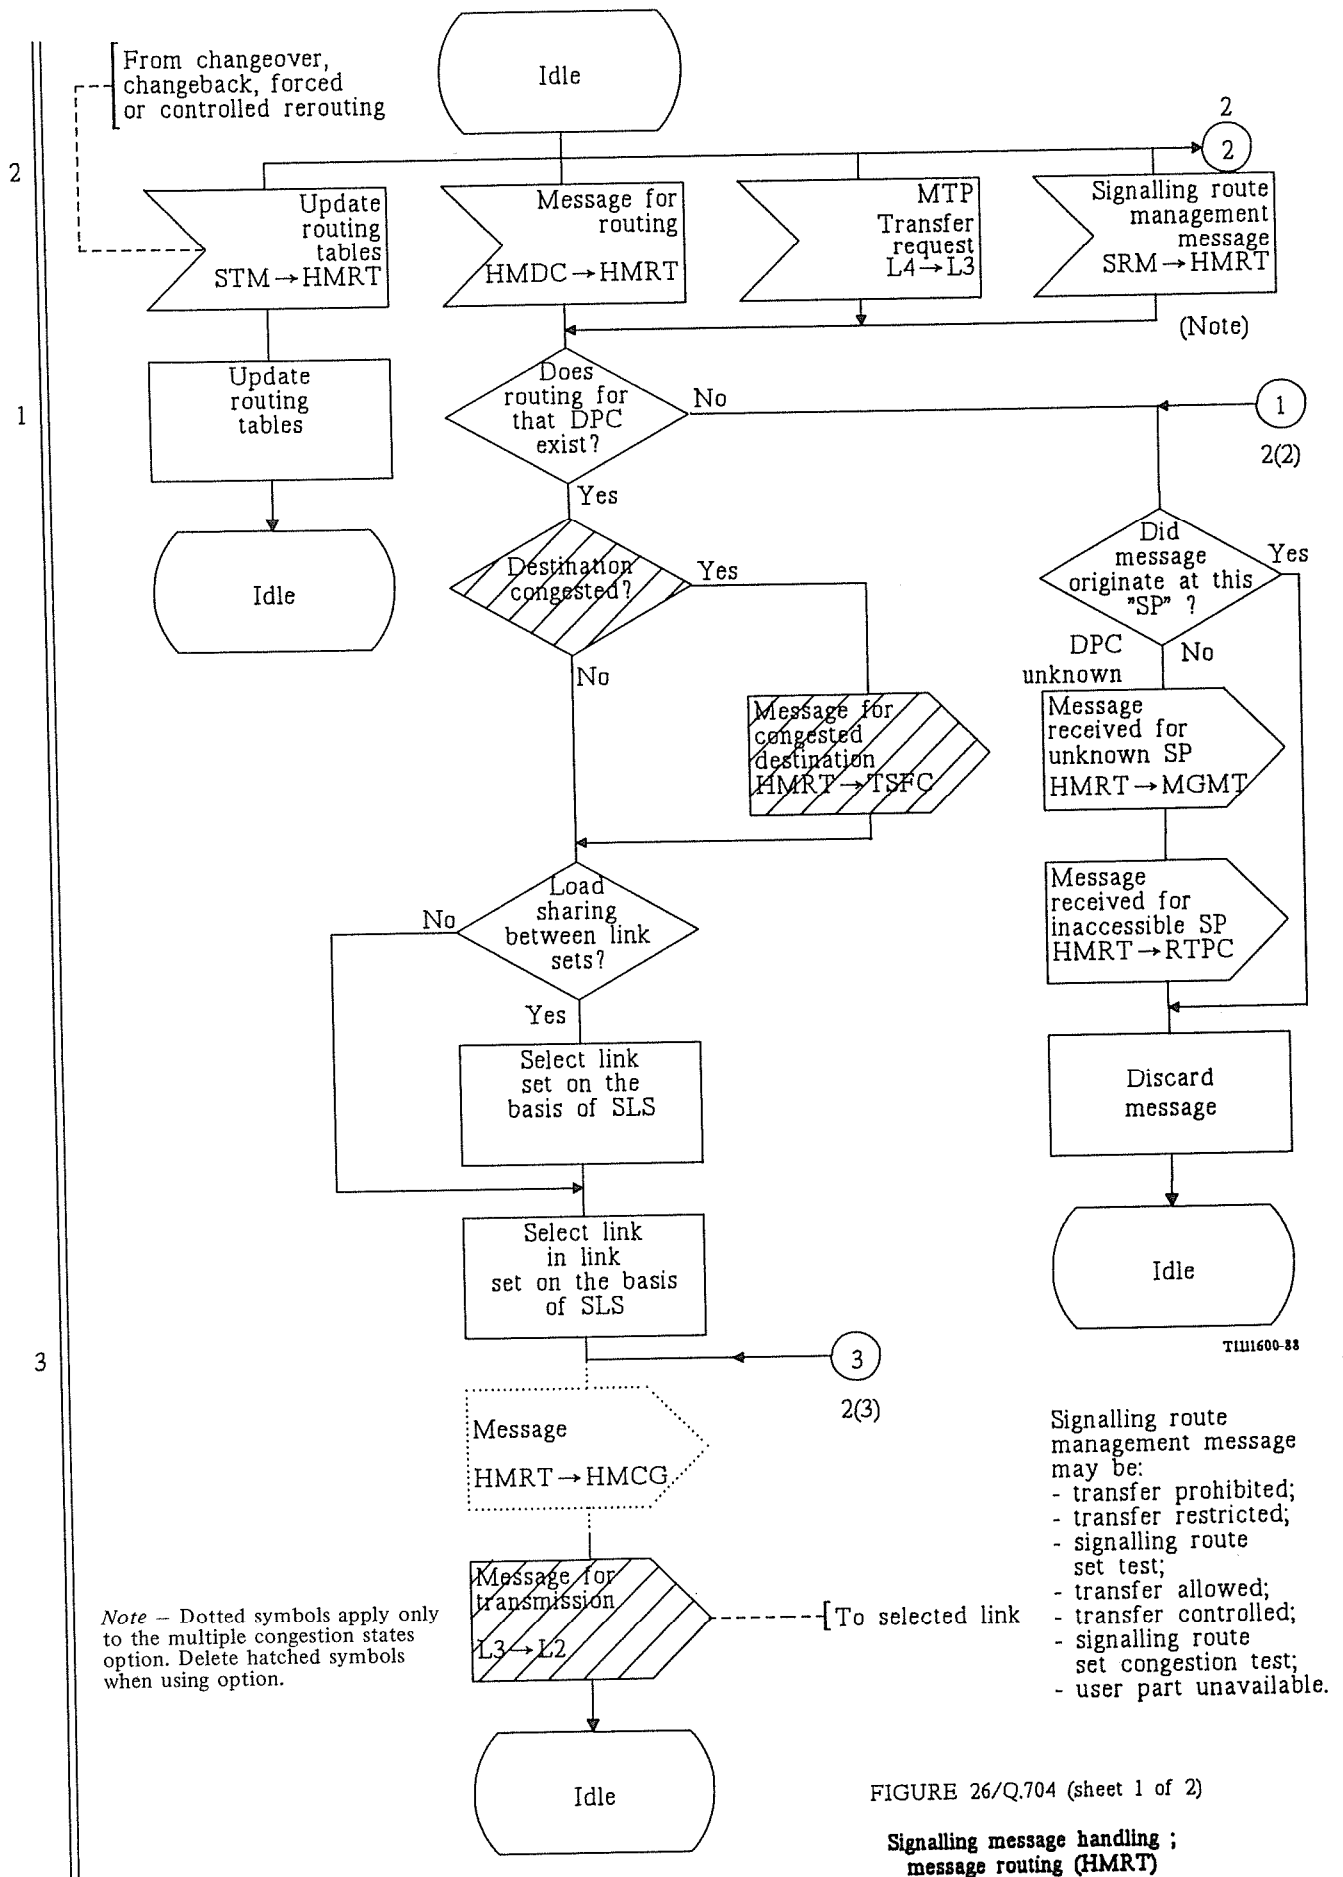 From changeover,
changeback, forced
or controlled rerouting
Idle
2
2
2
Update
routing
tables
STM → HMRT
Message for
routing
HMDC → HMRT
MTP
Transfer
request
L4 → L3
Signalling route
management
message
SRM → HMRT
(Note)
Update
routing
tables
1
Does
routing for
that DPC
exist?
No
1
2(2)
Yes
Idle
Destination
congested?
Yes
No
Did
message
originate at this
"SP" ?
Yes
DPC
unknown
No
Message for
congested
destination
HMRT → TSFC
Message
received for
unknown SP
HMRT → MGMT
Load
sharing
between link
sets?
No
Yes
Message
received for
inaccessible SP
HMRT → RTPC
Select link
set on the
basis of SLS
Discard
message
Select link
in link
set on the basis
of SLS
Idle
T1111600-88
3
3
2(3)
Message
HMRT → HMCG
Signalling route
management message
may be:
- transfer prohibited;
- transfer restricted;
- signalling route
set test;
- transfer allowed;
- transfer controlled;
- signalling route
set congestion test;
- user part unavailable.
Message for
transmission
L3 → L2
[To selected link
Note – Dotted symbols apply only
to the multiple congestion states
option. Delete hatched symbols
when using option.
Idle
FIGURE 26/Q.704 (sheet 1 of 2)
Signalling message handling ;
message routing (HMRT)